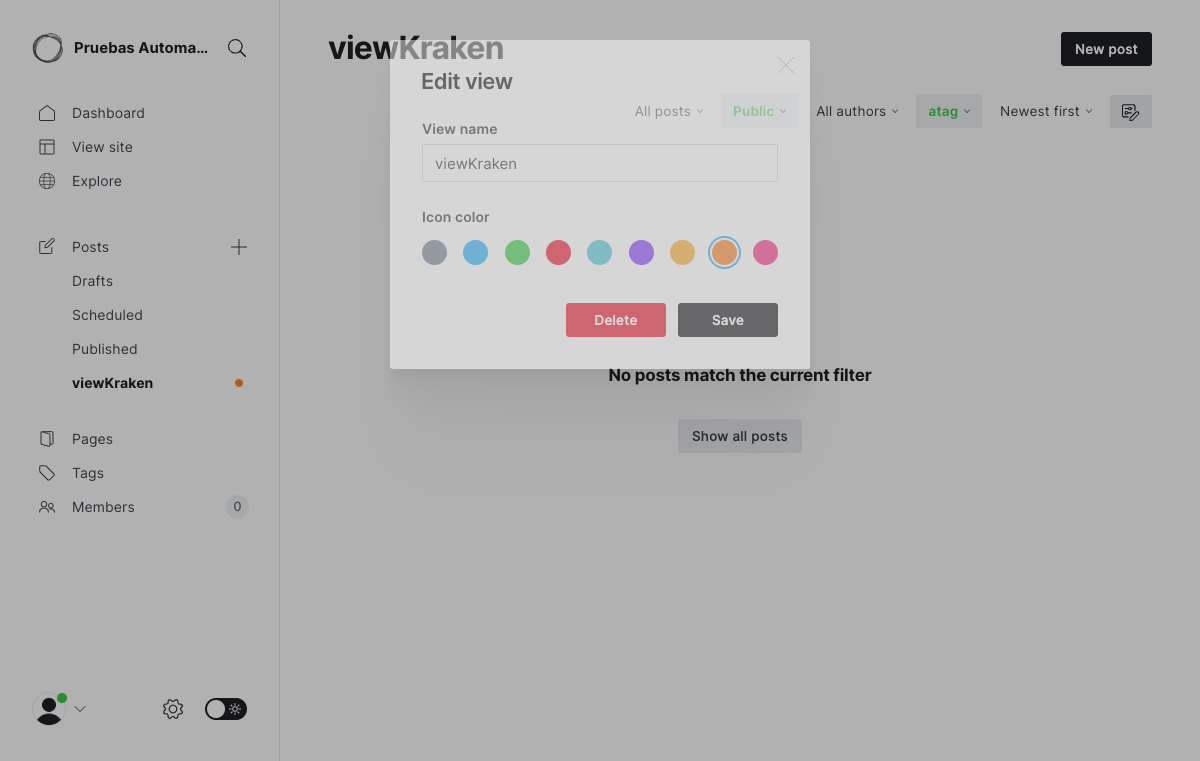 Pruebas Automa...
Dashboard
View site
Explore
Posts
Drafts
Scheduled
Published
viewKraken
Pages
Tags
Members
0
viewKraken
New post
All posts
Public
All authors
atag
Newest first
Edit view
View name
viewKraken
Icon color
Delete
Save
No posts match the current filter
Show all posts